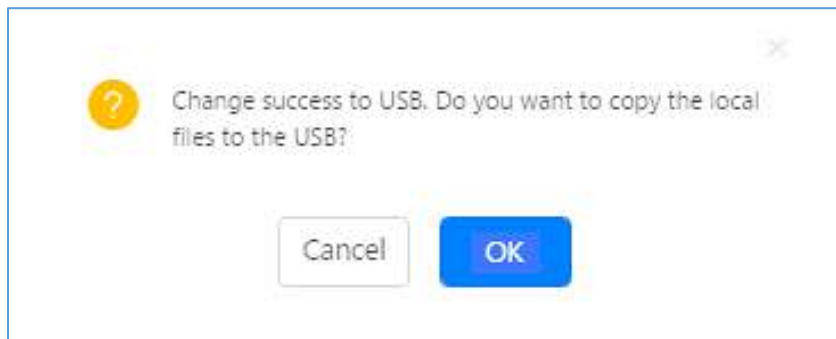 Change success to USB. Do you want to copy the local
files to the USB?
Cancel
OK